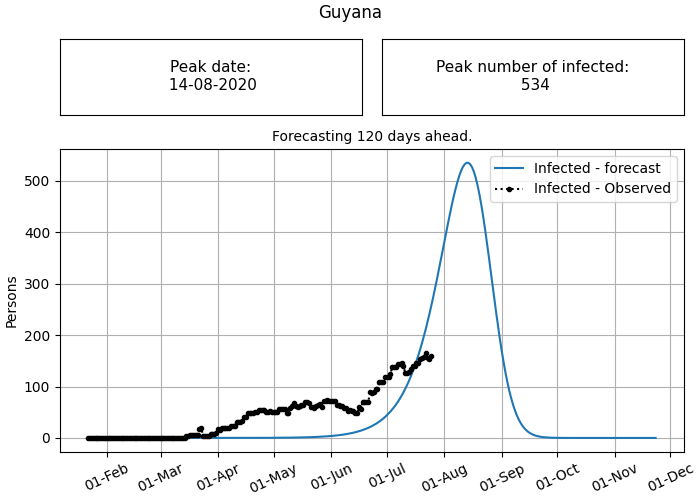 Guyana
Peak date:
14-08-2020
Peak number of infected:
534
Forecasting 120 days ahead.
Infected - forecast
Infected - Observed
Persons
500
400
300
200
100
0
01-Feb
01-Mar
01-Apr
01-May
01-Jun
01-Jul
01-Aug
01-Sep
01-Oct
01-Nov
01-Dec